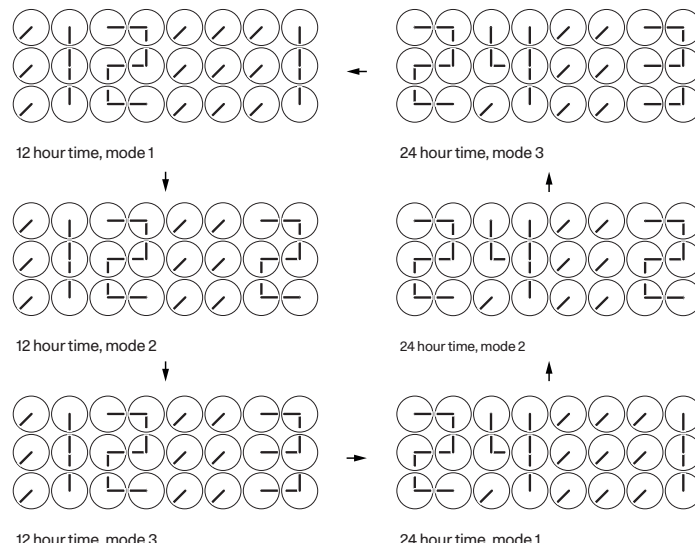 12 hour time, mode 1
24 hour time, mode 3
12 hour time, mode 2
24 hour time, mode 2
12 hour time, mode 3
24 hour time, mode 1